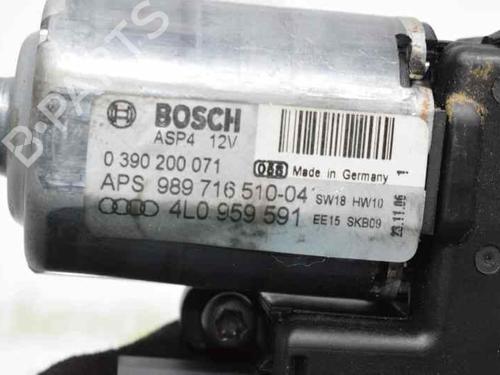 BOSCH
ASP4 12V
0 390 200 071
Made in Germany
APS 989 716 510-04
SW18 HW10
4L0 959 591
EE15 SKB09
23.11.06
B-Parts